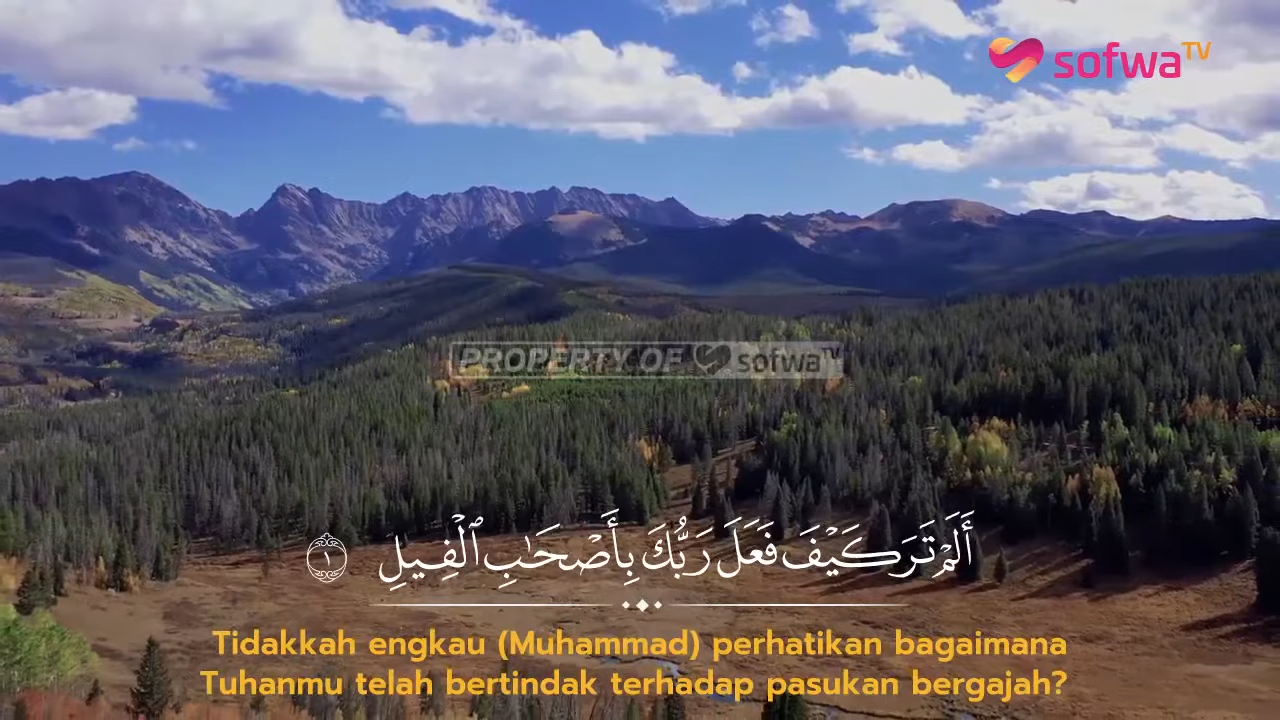 sofwa TV
PROPERTY OF sofwa TV
أَلَمْ تَرَ كَيْفَ فَعَلَ رَبُّكَ بِأَصْحَٰبِ ٱلْفِيلِ ١
Tidakkah engkau (Muhammad) perhatikan bagaimana
Tuhanmu telah bertindak terhadap pasukan bergajah?